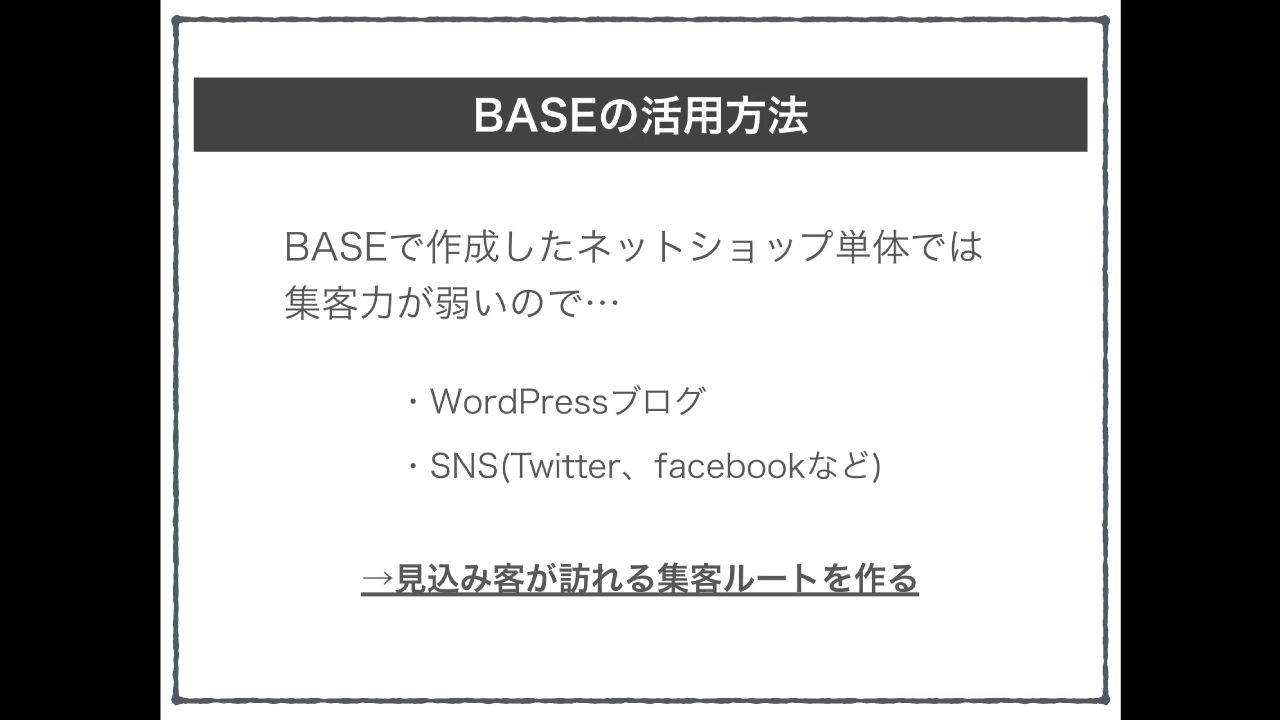 BASEの活用方法
BASEで作成したネットショップ単体では
集客力が弱いので…
・WordPressブログ
・SNS(Twitter、facebookなど)
→見込み客が訪れる集客ルートを作る